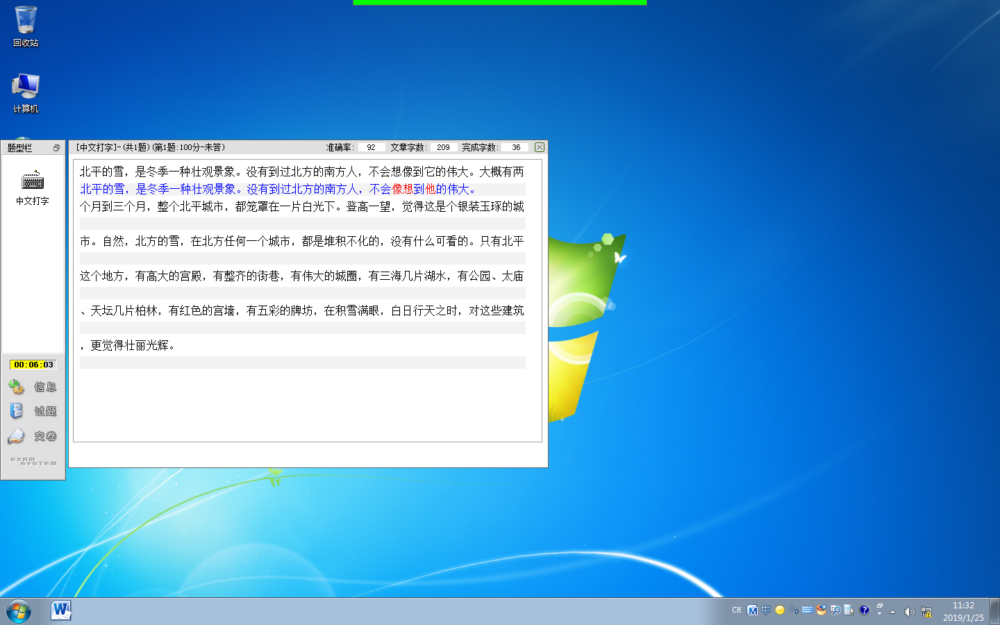 回收站
计算机
题型栏
中文打字
00:06:03
信息
试题
交卷
EXAM SYSTEM
[中文打字]-(共1题)(第1题:100分-未答) 准确率: 92 文章字数: 209 完成字数: 36
北平的雪，是冬季一种壮观景象。没有到过北方的南方人，不会想像到它的伟大。大概有两
北平的雪，是冬季一种壮观景象。没有到过北方的南方人，不会像想到他的伟大。
个月到三个月，整个北平城市，都笼罩在一片白光下。登高一望，觉得这是个银装玉琢的城
市。自然，北方的雪，在北方任何一个城市，都是堆积不化的，没有什么可看的。只有北平
这个地方，有高大的宫殿，有整齐的街巷，有伟大的城圈，有三海几片湖水，有公园、太庙
、天坛几片柏林，有红色的宫墙，有五彩的牌坊，在积雪满眼，白日行天之时，对这些建筑
，更觉得壮丽光辉。
W
CH M 中
11:32
2019/1/25